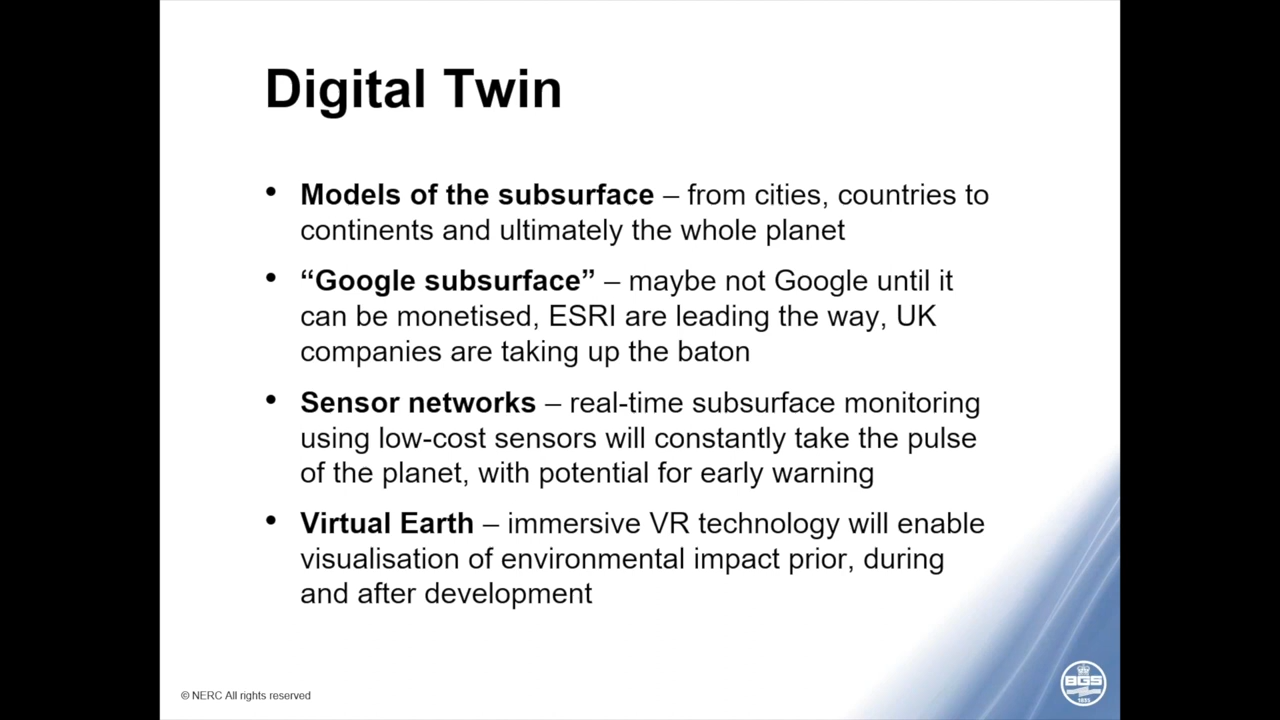 Digital Twin
• Models of the subsurface – from cities, countries to
continents and ultimately the whole planet
• “Google subsurface” – maybe not Google until it
can be monetised, ESRI are leading the way, UK
companies are taking up the baton
• Sensor networks – real-time subsurface monitoring
using low-cost sensors will constantly take the pulse
of the planet, with potential for early warning
• Virtual Earth – immersive VR technology will enable
visualisation of environmental impact prior, during
and after development
© NERC All rights reserved
BGS
1835